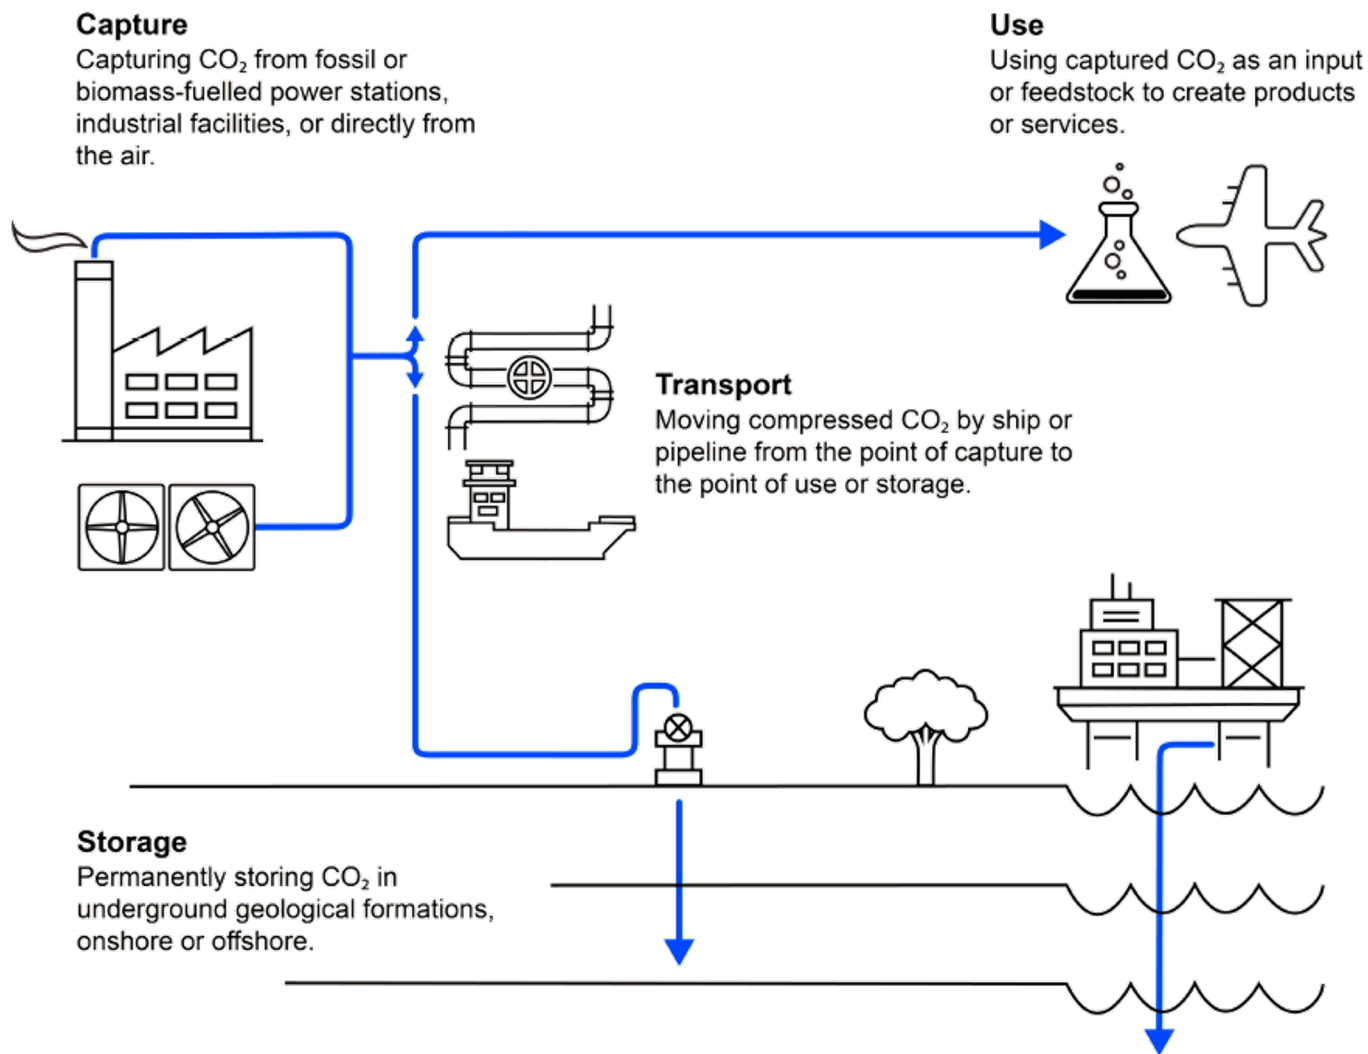 Capture
Capturing CO₂ from fossil or
biomass-fuelled power stations,
industrial facilities, or directly from
the air.
Use
Using captured CO₂ as an input
or feedstock to create products
or services.
Transport
Moving compressed CO₂ by ship or
pipeline from the point of capture to
the point of use or storage.
Storage
Permanently storing CO₂ in
underground geological formations,
onshore or offshore.